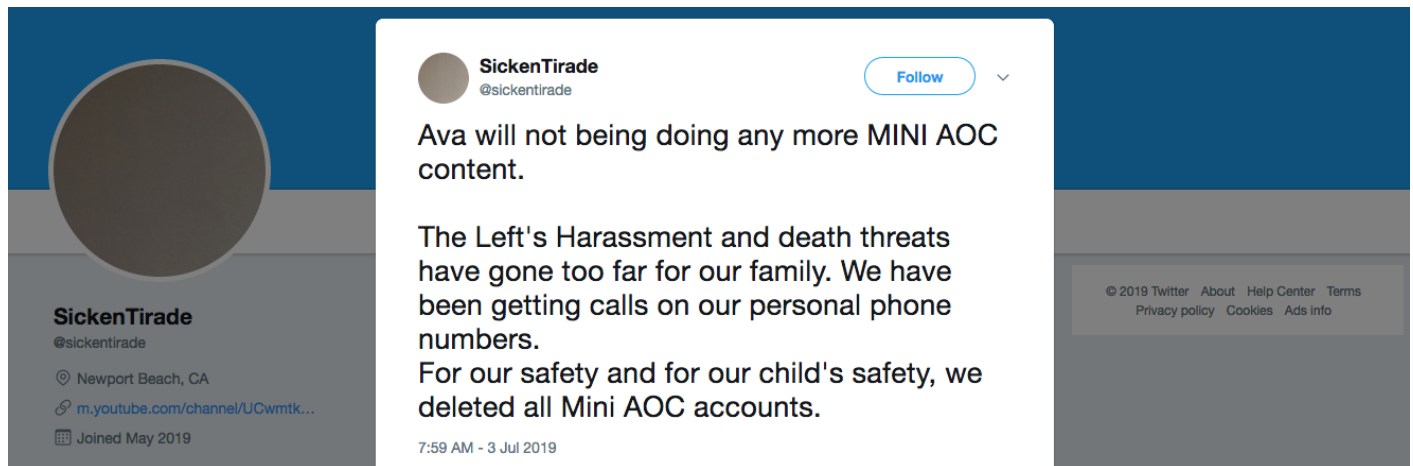 SickenTirade
@sickentirade
Follow
Ava will not being doing any more MINI AOC
content.
The Left's Harassment and death threats
have gone too far for our family. We have
been getting calls on our personal phone
numbers.
For our safety and for our child's safety, we
deleted all Mini AOC accounts.
7:59 AM - 3 Jul 2019
SickenTirade
@sickentirade
Newport Beach, CA
m.youtube.com/channel/UCwmtk...
Joined May 2019
© 2019 Twitter About Help Center Terms
Privacy policy Cookies Ads info